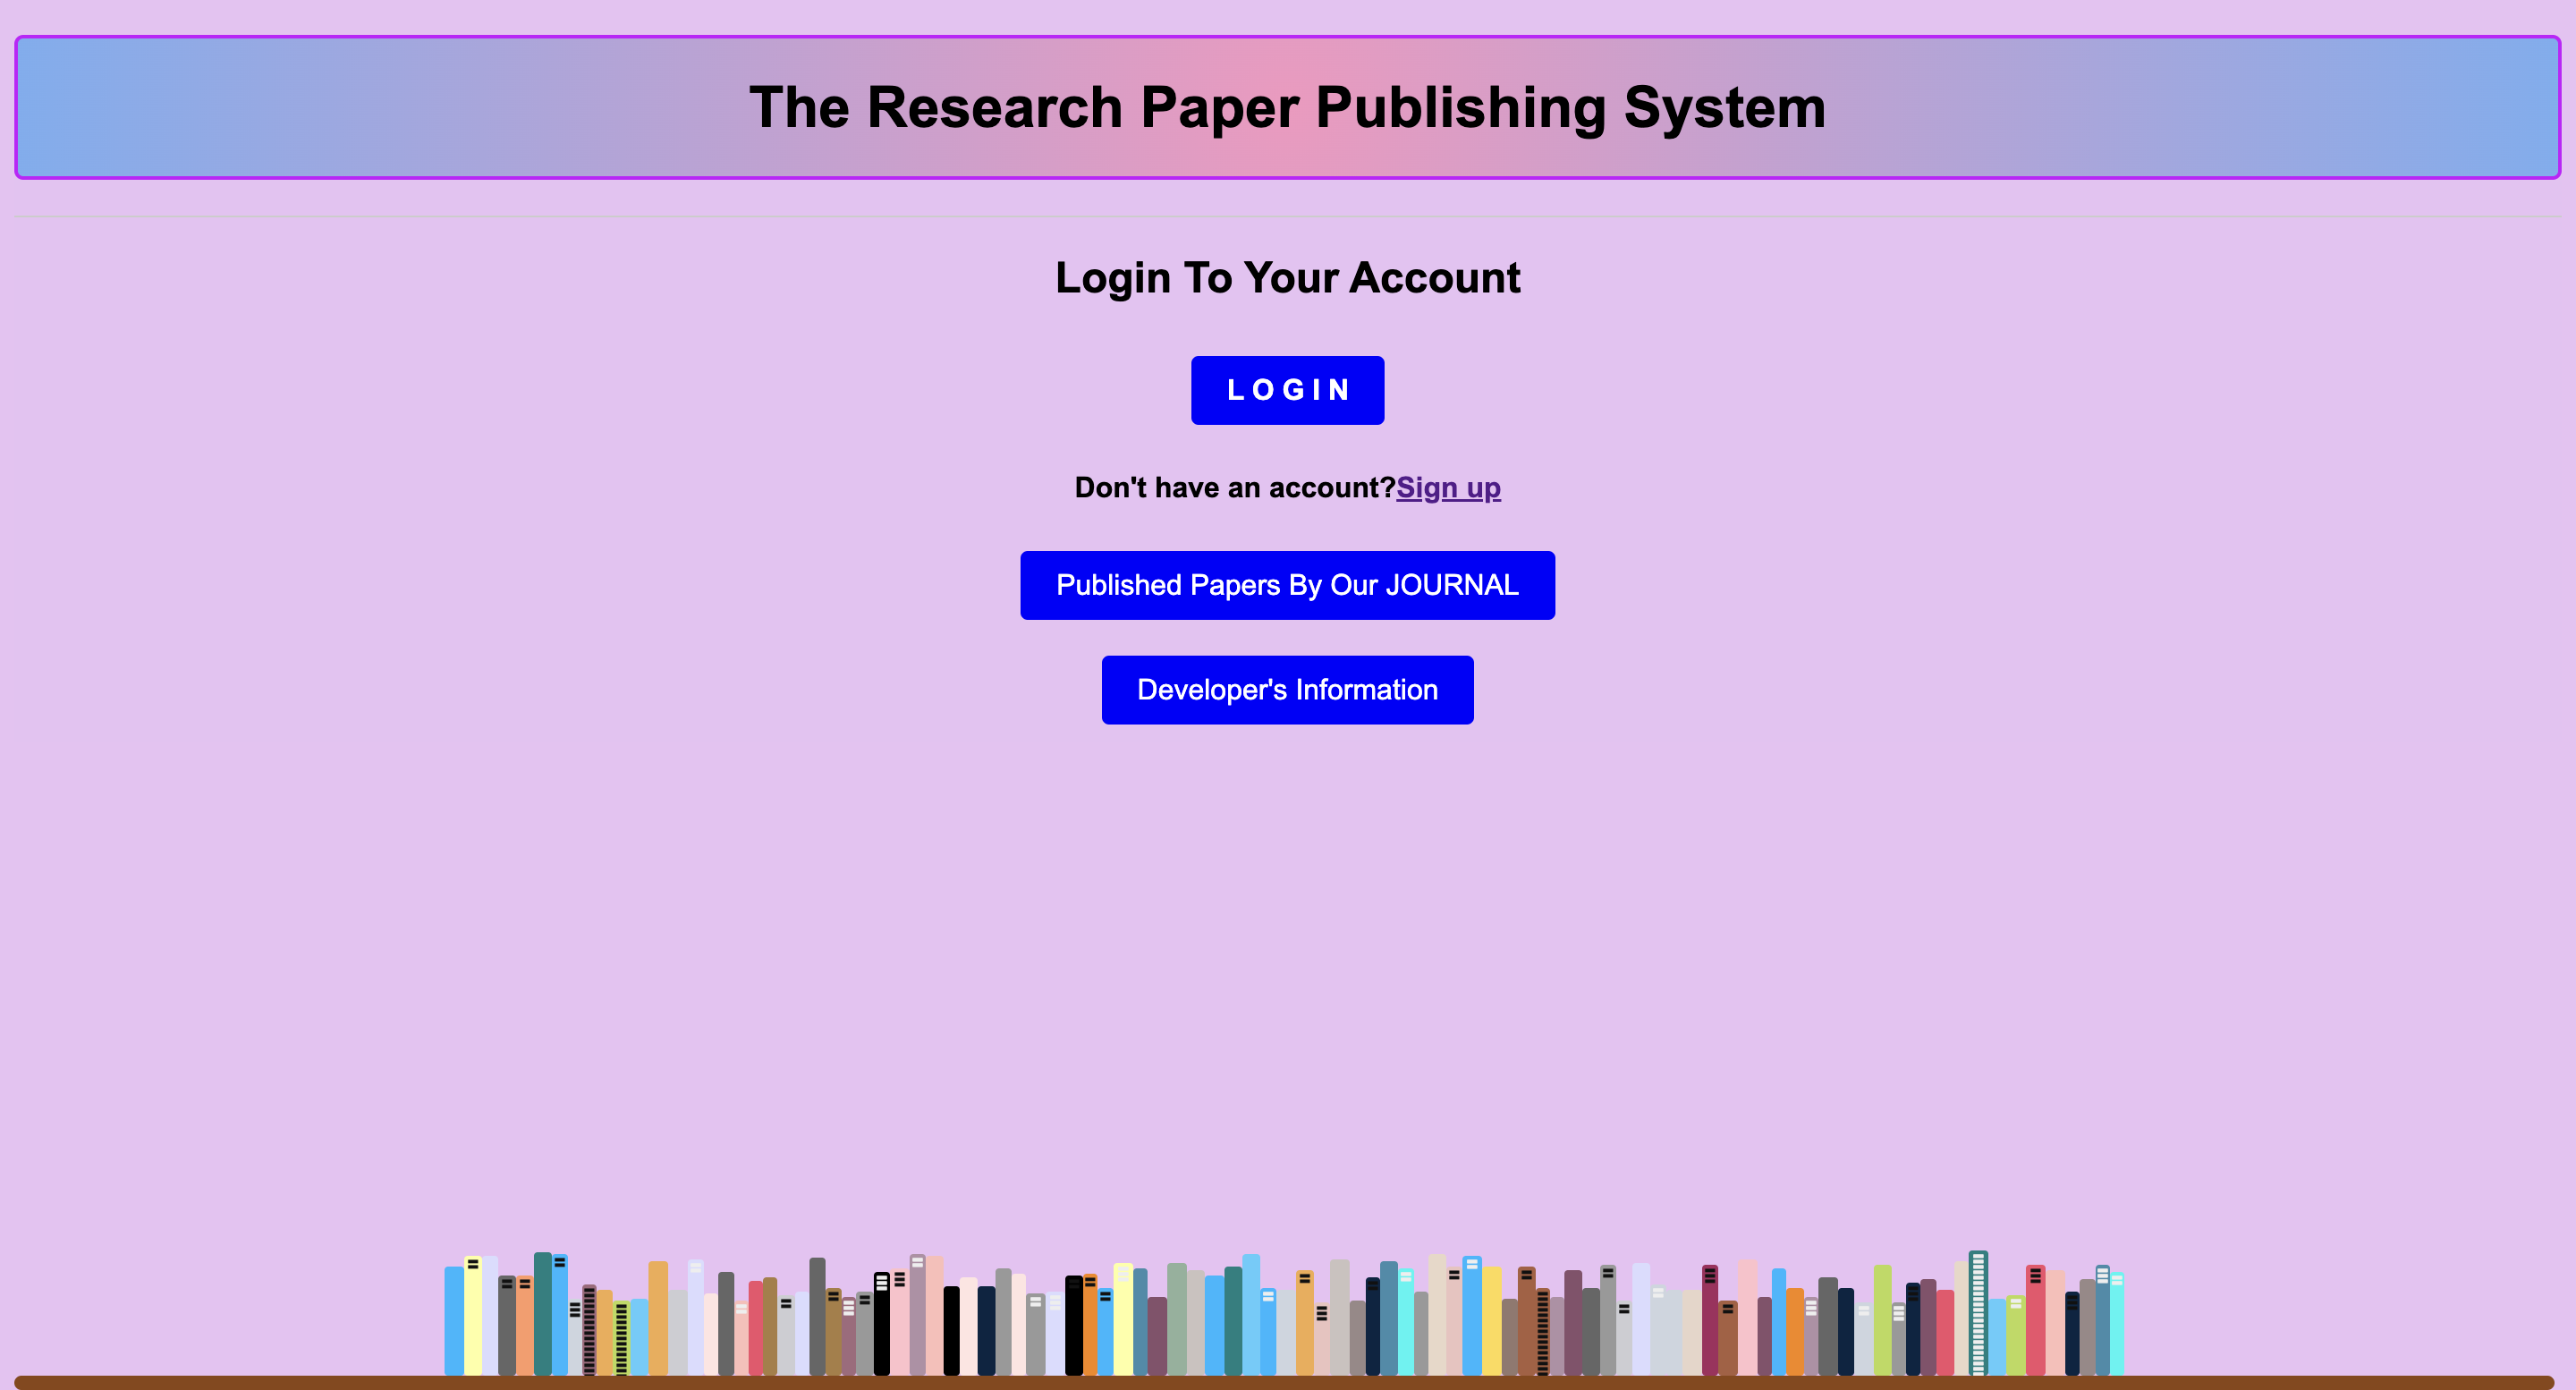 The Research Paper Publishing System
Login To Your Account
L O G I N
Don't have an account?Sign up
Published Papers By Our JOURNAL
Developer's Information